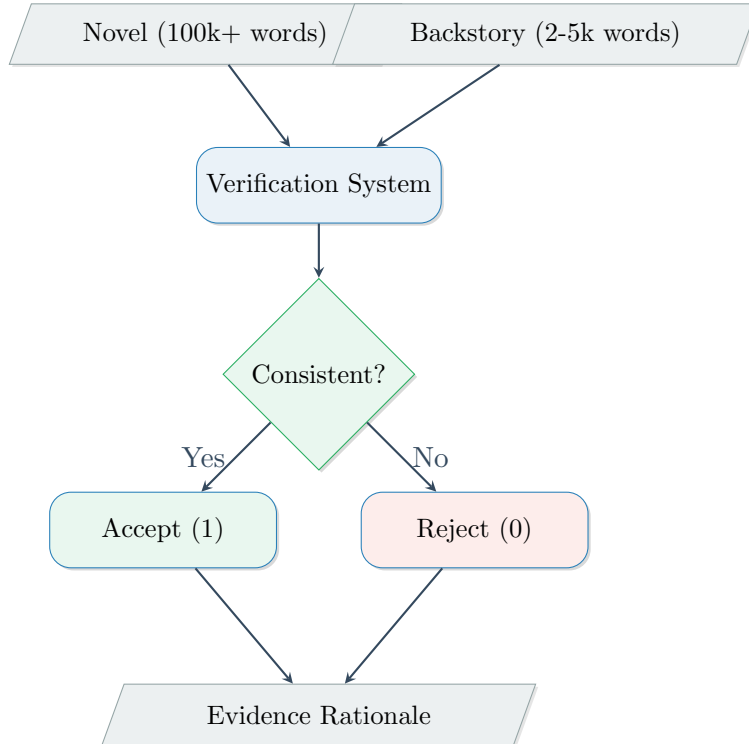 Novel (100k+ words)
Backstory (2-5k words)
Verification System
Consistent?
Yes
No
Accept (1)
Reject (0)
Evidence Rationale